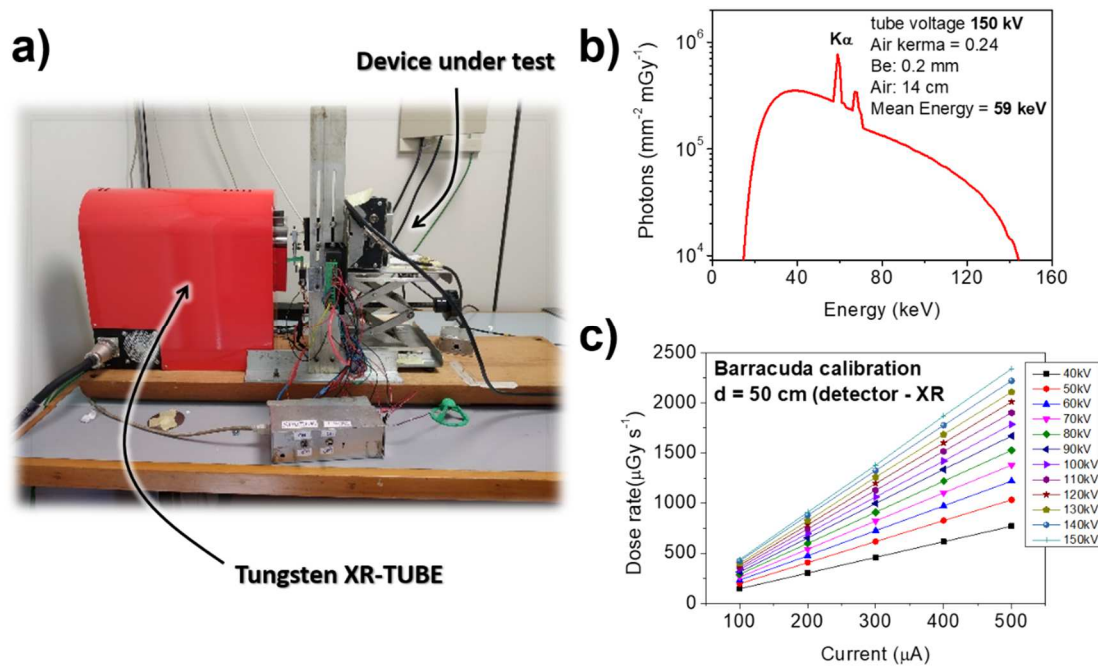 a)
Device under test
Tungsten XR-TUBE
b)
tube voltage 150 kV
Air kerma = 0.24
Be: 0.2 mm
Air: 14 cm
Mean Energy = 59 keV
Kα
10⁶
10⁵
10⁴
Photons (mm⁻² mGy⁻¹)
0 40 80 120 160
Energy (keV)
c)
Barracuda calibration
d = 50 cm (detector - XR
2500
2000
1500
1000
500
0
Dose rate(μGy s⁻¹)
100 200 300 400 500
Current (μA)
40kV
50kV
60kV
70kV
80kV
90kV
100kV
110kV
120kV
130kV
140kV
150kV